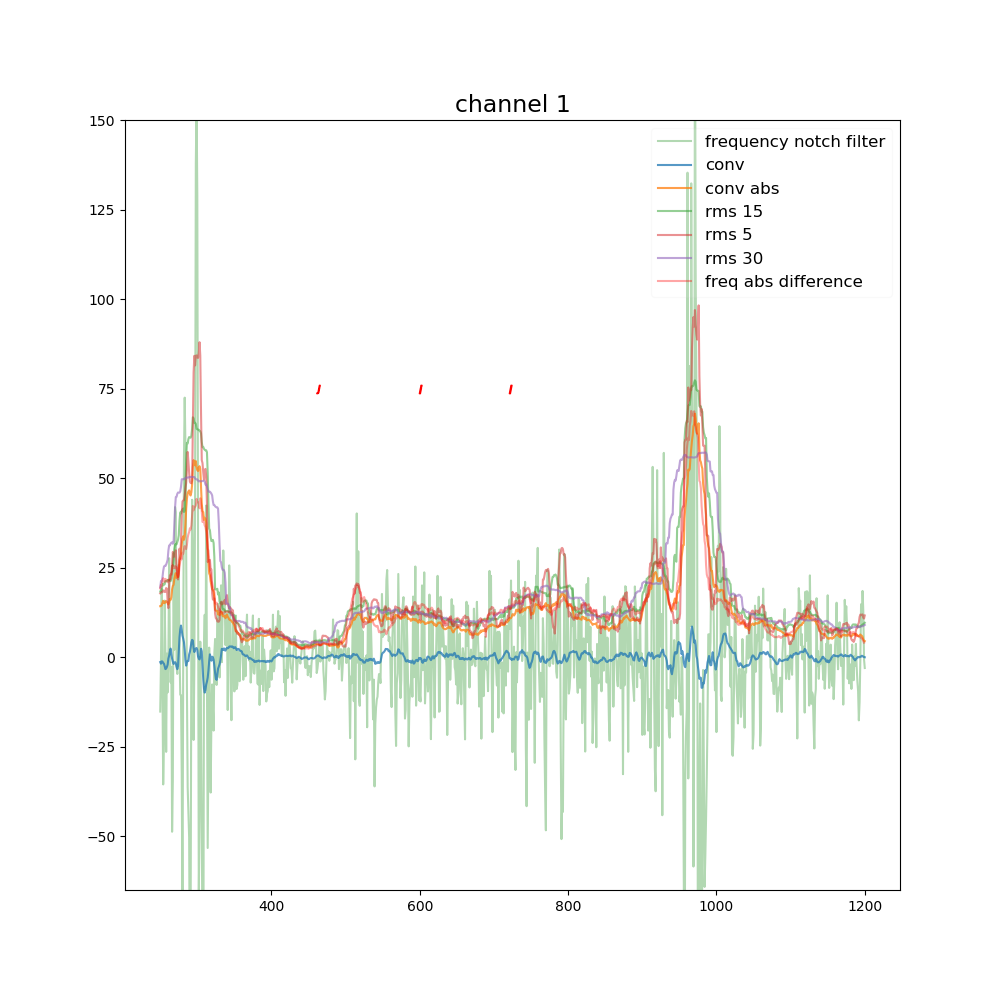 channel 1
150
125
100
75
50
25
0
−25
−50
frequency notch filter
conv
conv abs
rms 15
rms 5
rms 30
freq abs difference
400 600 800 1000 1200